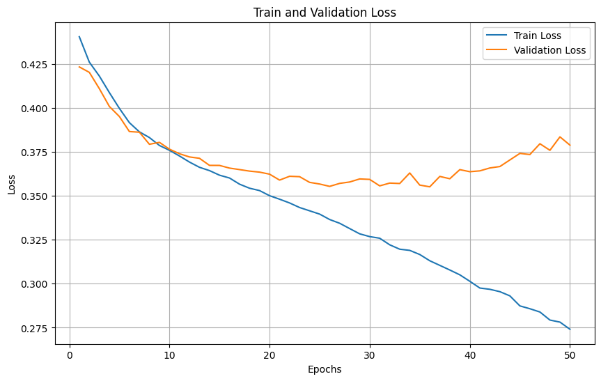 Train and Validation Loss
Train Loss
Validation Loss
Loss
0.425
0.400
0.375
0.350
0.325
0.300
0.275
0
10
20
30
40
50
Epochs